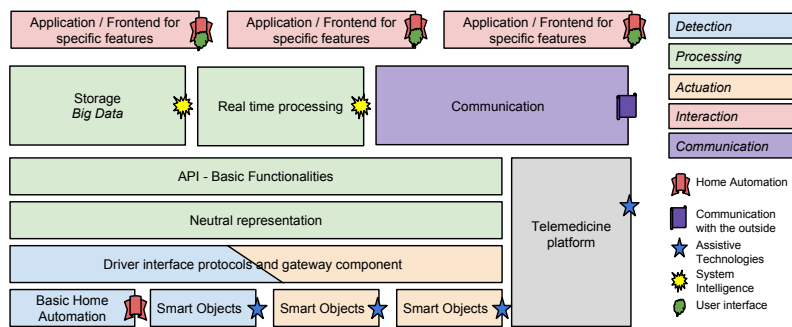 Application / Frontend for
specific features
Application / Frontend for
specific features
Application / Frontend for
specific features
Storage
Big Data
Real time processing
Communication
API - Basic Functionalities
Neutral representation
Driver interface protocols and gateway component
Basic Home
Automation
Smart Objects
Smart Objects
Smart Objects
Telemedicine
platform
Detection
Processing
Actuation
Interaction
Communication
Home Automation
Communication
with the outside
Assistive
Technologies
System
Intelligence
User interface